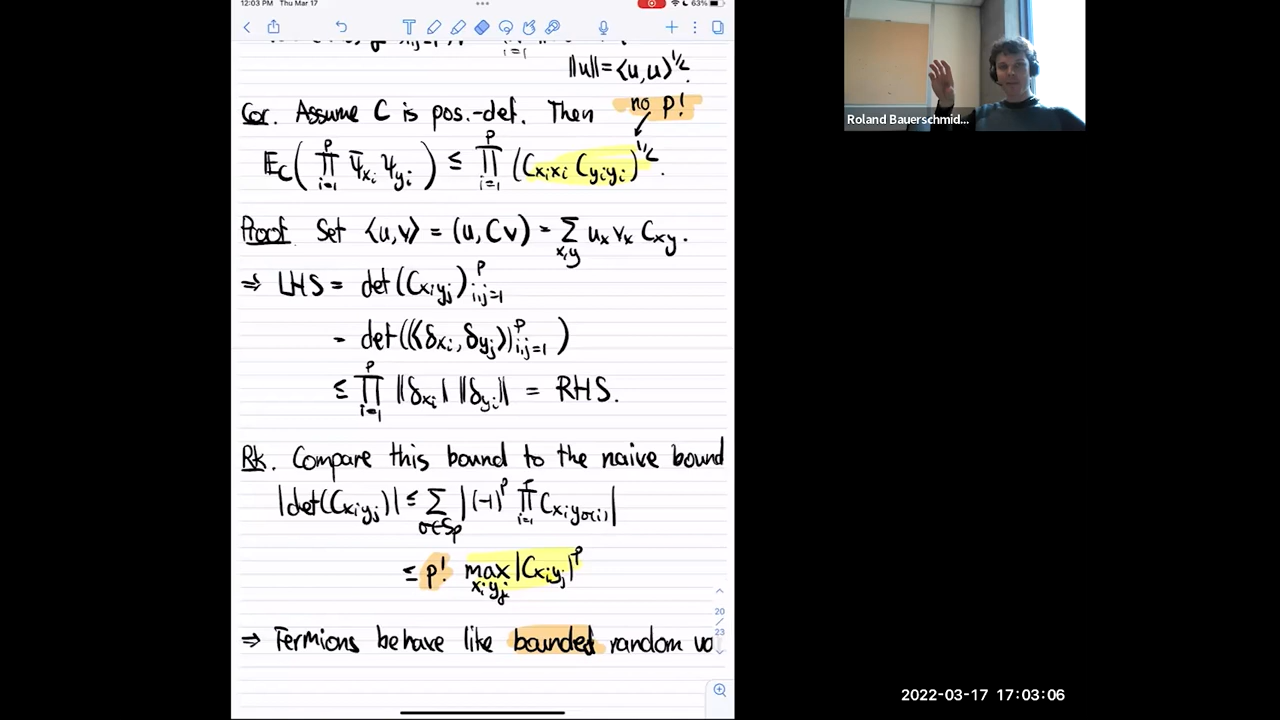 12:03 PM Thu Mar 17
63%
‖u‖ = ⟨u,u⟩^{1/2}.
Cor. Assume C is pos.-def. Then no p!
𝔼_C( ∏_{i=1}^p ψ̄_{x_i} ψ_{y_i} ) ≤ ∏_{i=1}^p (C_{x_i x_i} C_{y_i y_i})^{1/2}.
Proof. Set ⟨u,v⟩ = (u, Cv) = ∑_{x,y} u_x v_x C_{xy}.
⇒ LHS = det(C_{x_i y_j})_{i,j=1}^p
= det((⟨δ_{x_i}, δ_{y_j}⟩)_{i,j=1}^p)
≤ ∏_{i=1}^p ‖δ_{x_i}‖ ‖δ_{y_i}‖ = RHS.
Rk. Compare this bound to the naive bound
|det(C_{x_i y_j})| ≤ ∑_{σ∈S_p} |(-1)^p ∏_{i=1}^p C_{x_i y_{σ(i)}}|
≤ p! max_{x_i y_j} |C_{x_i y_j}|^p
⇒ Fermions behave like bounded random va
20
/
23
Roland Bauerschmid...
2022-03-17 17:03:06